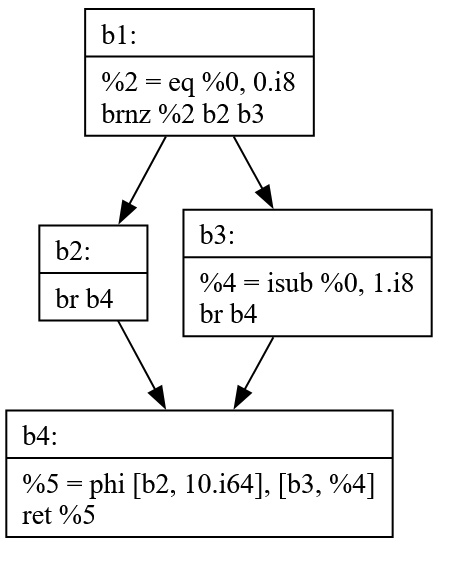 b1:
%2 = eq %0, 0.i8
brnz %2 b2 b3
b2:
br b4
b3:
%4 = isub %0, 1.i8
br b4
b4:
%5 = phi [b2, 10.i64], [b3, %4]
ret %5